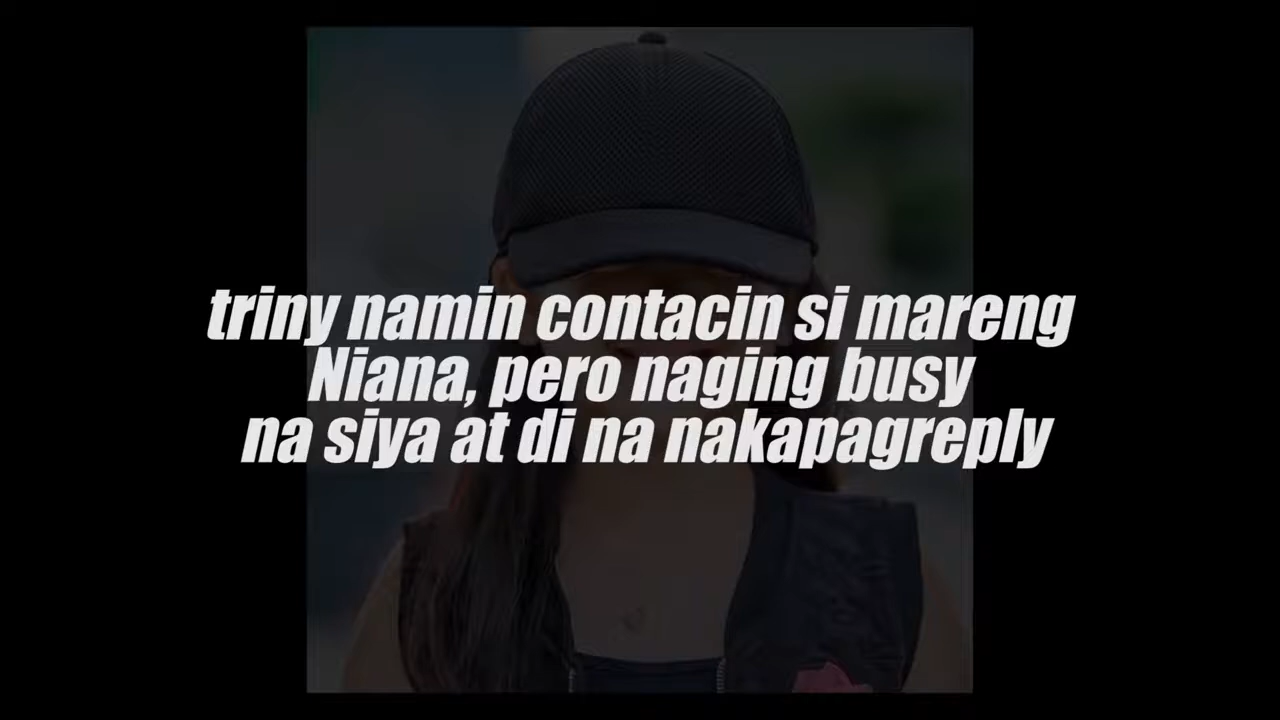 triny namin contacin si mareng
Niana, pero naging busy
na siya at di na nakapagreply